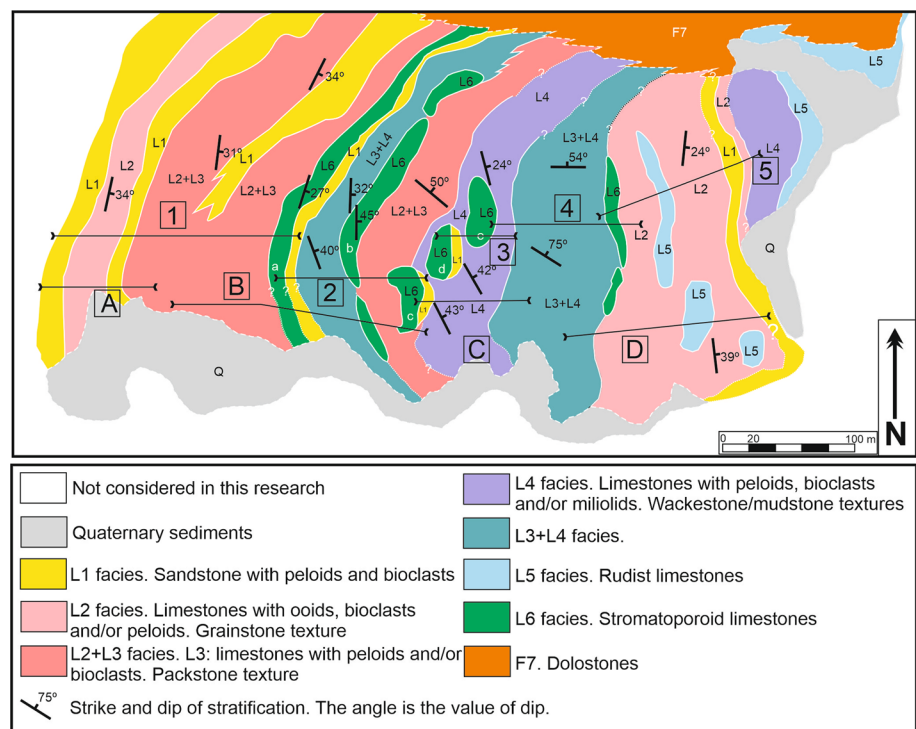 F7
L5
L5
L2
L1
L4
5
L4
L6
L3+L4
54º
24º
L2
34º
L1
L2
L1
34º
31º
L1
L2+L3
L2+L3
1
L6
27º
L1
L3+L4
L6
32º
45º
50º
L2+L3
L4
24º
L6
e
4
L6
L2
a
40º
b
L6
d
L1
3
75º
Q
A
B
2
? ?
?
L6
c
L1
42º
43º
L4
L3+L4
C
L5
L5
D
39º
L5
?
Q
N
0 20 100 m
Not considered in this research
Quaternary sediments
L1 facies. Sandstone with peloids and bioclasts
L2 facies. Limestones with ooids, bioclasts
and/or peloids. Grainstone texture
L2+L3 facies. L3: limestones with peloids and/or
bioclasts. Packstone texture
75º
Strike and dip of stratification. The angle is the value of dip.
L4 facies. Limestones with peloids, bioclasts
and/or miliolids. Wackestone/mudstone textures
L3+L4 facies.
L5 facies. Rudist limestones
L6 facies. Stromatoporoid limestones
F7. Dolostones